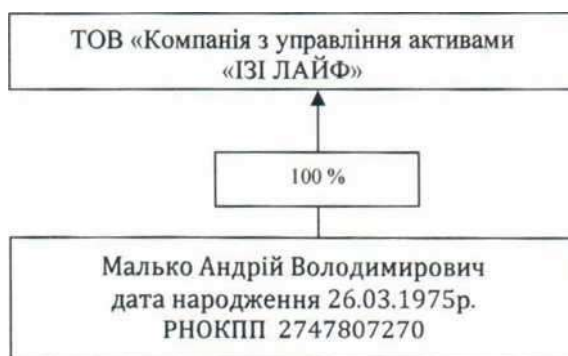 ТОВ «Компанія з управління активами
«ІЗІ ЛАЙФ»
100 %
Малько Андрій Володимирович
дата народження 26.03.1975р.
РНОКПП 2747807270